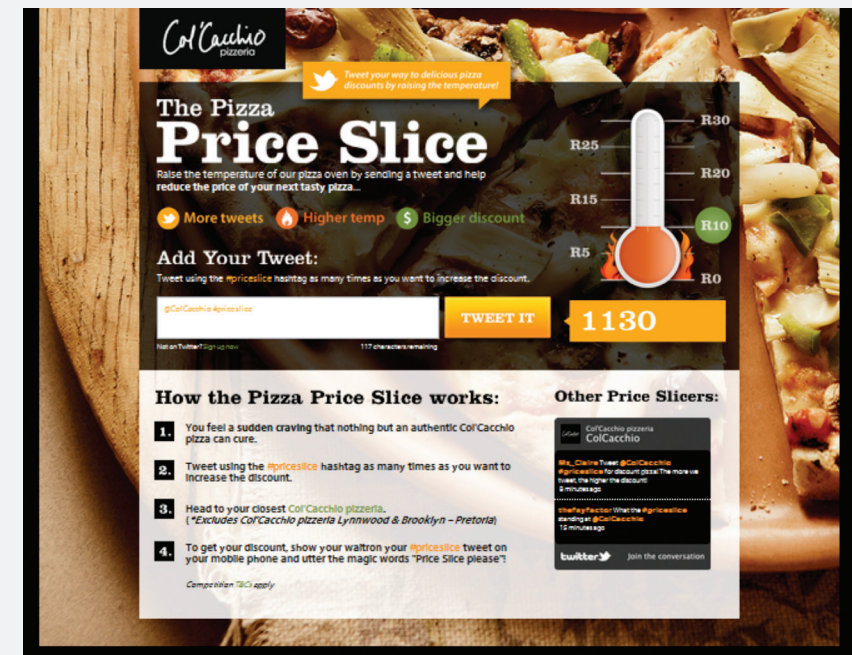 Col'Cacchio
pizzeria
Tweet your way to delicious pizza
discounts by raising the temperature!
The Pizza
Price Slice
Raise the temperature of our pizza oven by sending a tweet and help
reduce the price of your next tasty pizza...
More tweets
Higher temp
$ Bigger discount
R30
R25
R20
R15
R10
R5
R0
Add Your Tweet:
Tweet using the #priceslice hashtag as many times as you want to increase the discount.
@ColCacchio #priceslice
TWEET IT
1130
Not on Twitter? Sign up now
117 characters remaining
How the Pizza Price Slice works:
1. You feel a sudden craving that nothing but an authentic Col'Cacchio
pizza can cure.
2. Tweet using the #priceslice hashtag as many times as you want to
increase the discount.
3. Head to your closest Col'Cacchio pizzeria.
(*Excludes Col'Cacchio pizzeria Lynnwood & Brooklyn – Pretoria)
4. To get your discount, show your waitron your #priceslice tweet on
your mobile phone and utter the magic words "Price Slice please"!
Competition T&Cs apply
Other Price Slicers:
Col'Cacchio pizzeria
ColCacchio
Ms_Claire Tweet @ColCacchio
#priceslice for discount pizza! The more we
tweet, the higher the discount!
8 minutes ago
thefayfactor What the #priceslice
standing at @ColCacchio
15 minutes ago
twitter
Join the conversation